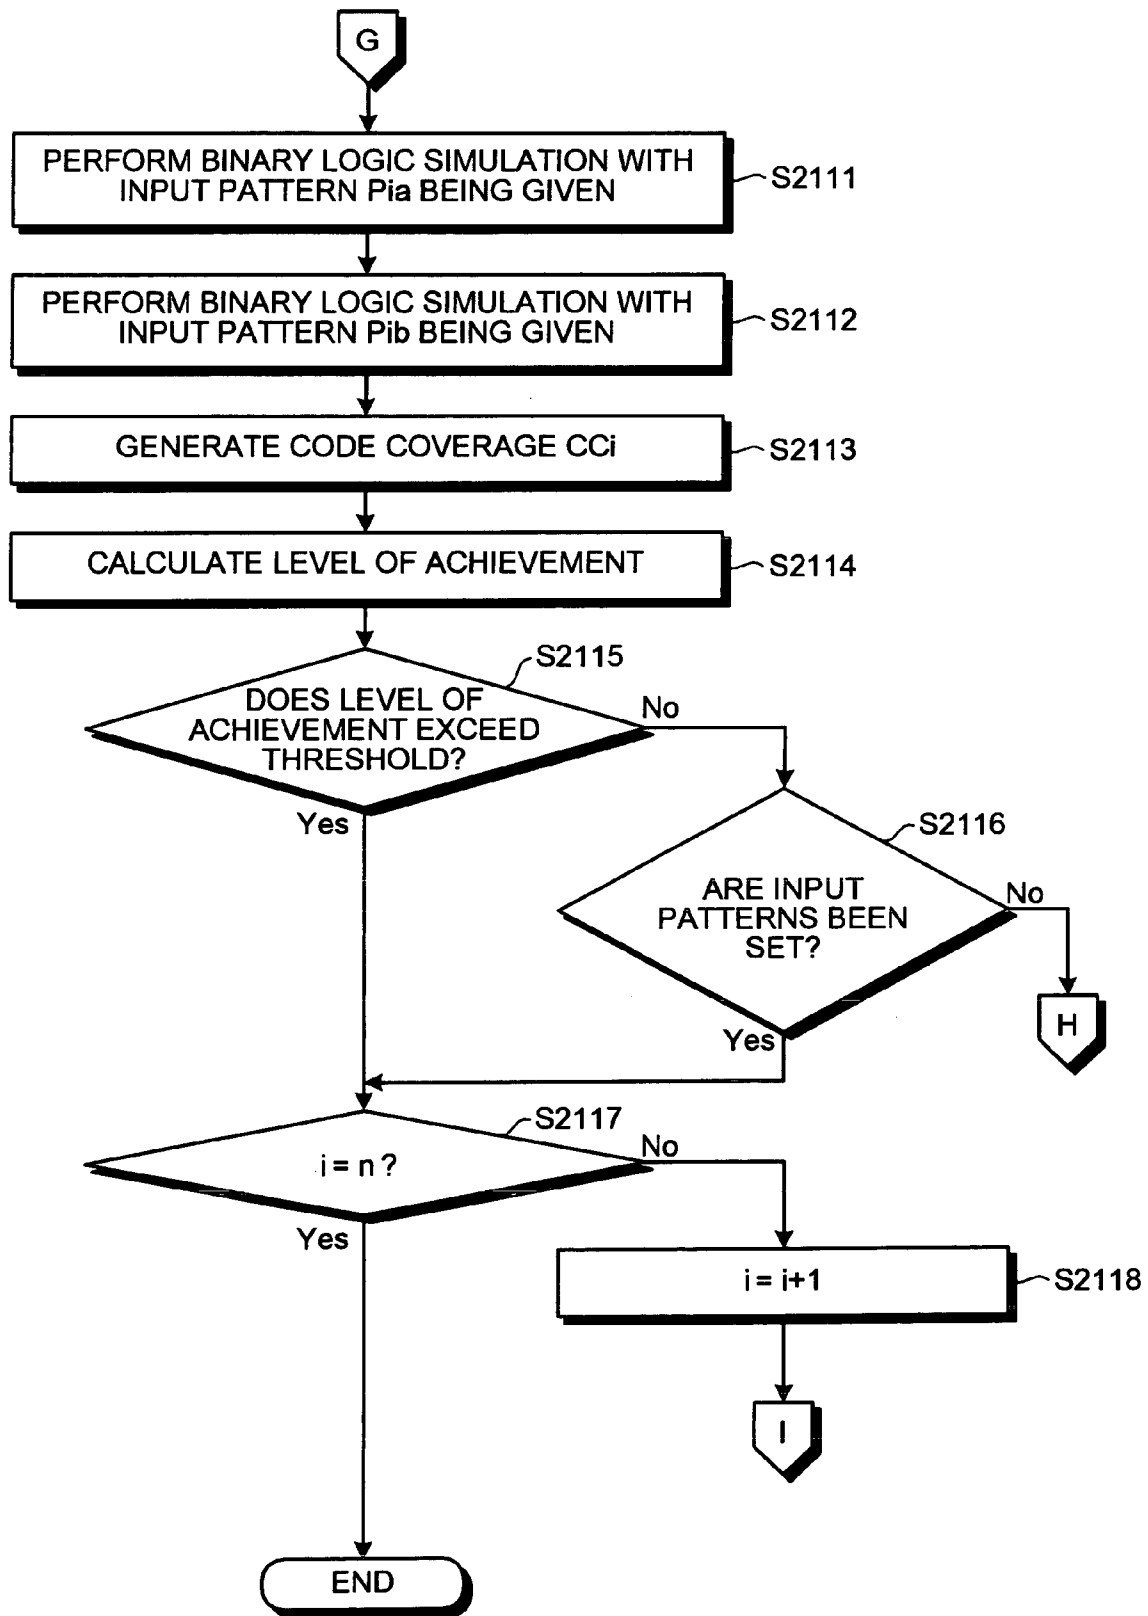 G
PERFORM BINARY LOGIC SIMULATION WITH
INPUT PATTERN Pia BEING GIVEN
S2111
PERFORM BINARY LOGIC SIMULATION WITH
INPUT PATTERN Pib BEING GIVEN
S2112
GENERATE CODE COVERAGE CCi
S2113
CALCULATE LEVEL OF ACHIEVEMENT
S2114
S2115
DOES LEVEL OF
ACHIEVEMENT EXCEED
THRESHOLD?
No
Yes
S2116
ARE INPUT
PATTERNS BEEN
SET?
No
H
Yes
S2117
i = n ?
No
Yes
i = i+1
S2118
I
END